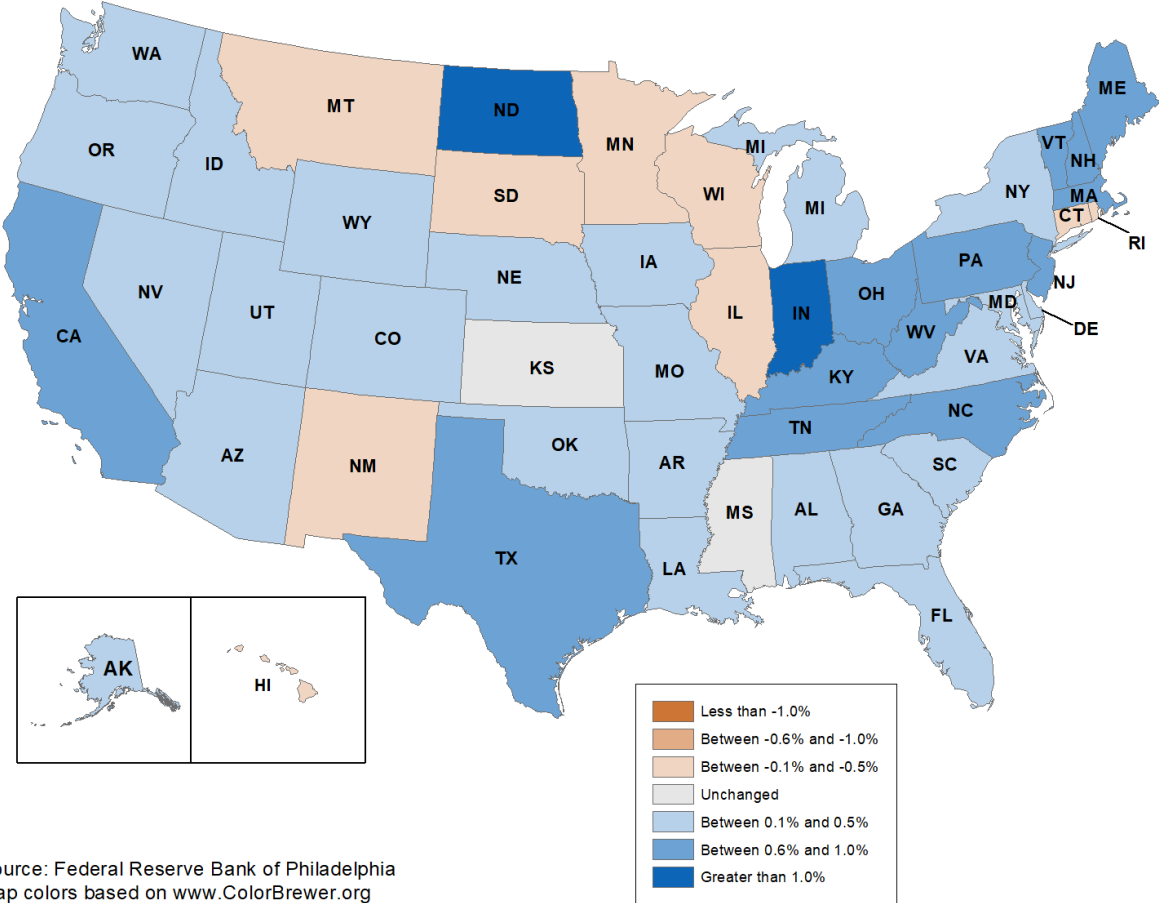 WA
ME
MT
ND
VT
MN
MI
OR
NH
ID
NY
MA
SD
WI
MI
CT
WY
RI
PA
IA
NE
NJ
NV
OH
MD
UT
IL
IN
DE
WV
CA
CO
VA
KS
MO
KY
NC
TN
OK
AZ
NM
AR
SC
MS
AL
GA
TX
LA
FL
AK
HI
Less than -1.0%
Between -0.6% and -1.0%
Between -0.1% and -0.5%
Unchanged
Between 0.1% and 0.5%
Between 0.6% and 1.0%
Greater than 1.0%
ource: Federal Reserve Bank of Philadelphia
ap colors based on www.ColorBrewer.org